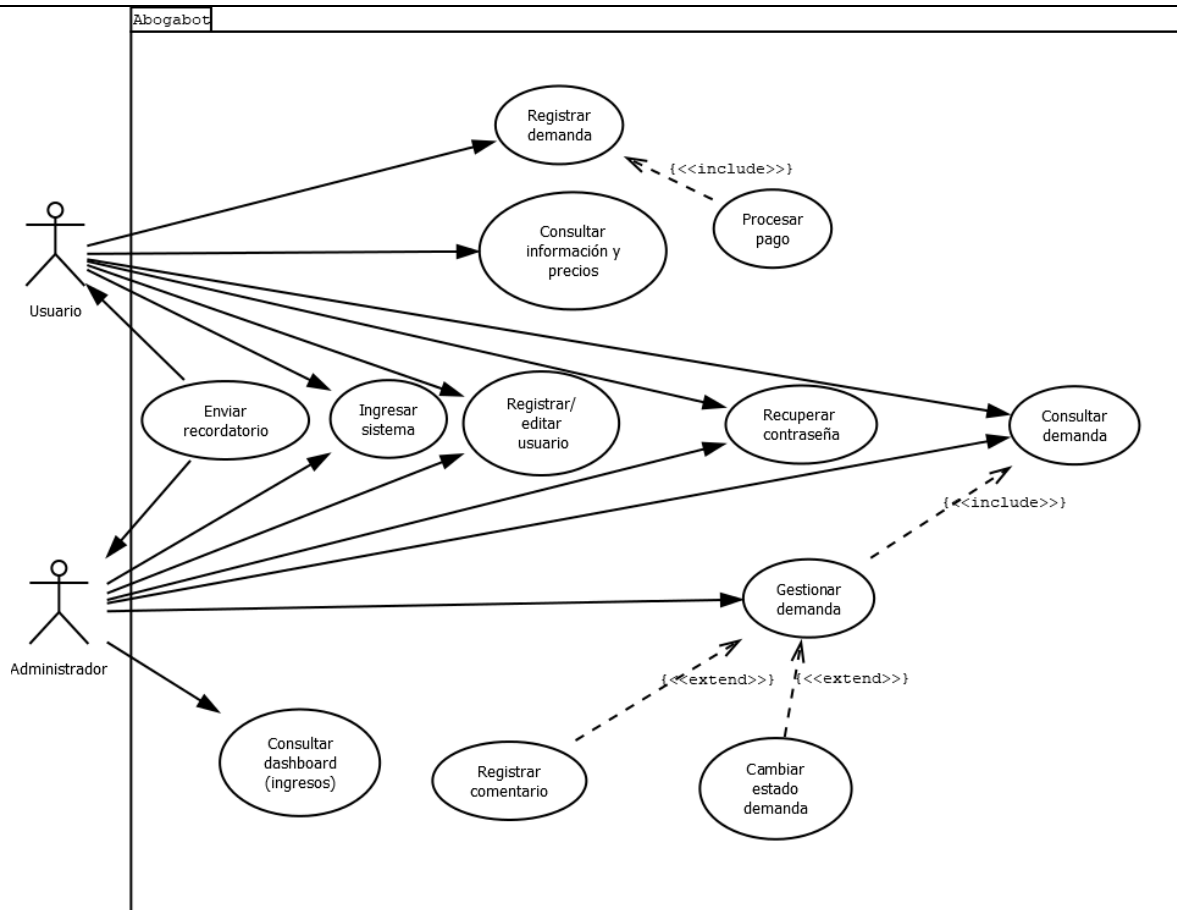 Abogabot
Registrar
demanda
{<<include>>}
Procesar
pago
Consultar
información y
precios
Usuario
Enviar
recordatorio
Ingresar
sistema
Registrar/
editar
usuario
Recuperar
contraseña
Consultar
demanda
{<<include>>}
Gestionar
demanda
Administrador
{<<extend>>}
{<<extend>>}
Consultar
dashboard
(ingresos)
Registrar
comentario
Cambiar
estado
demanda